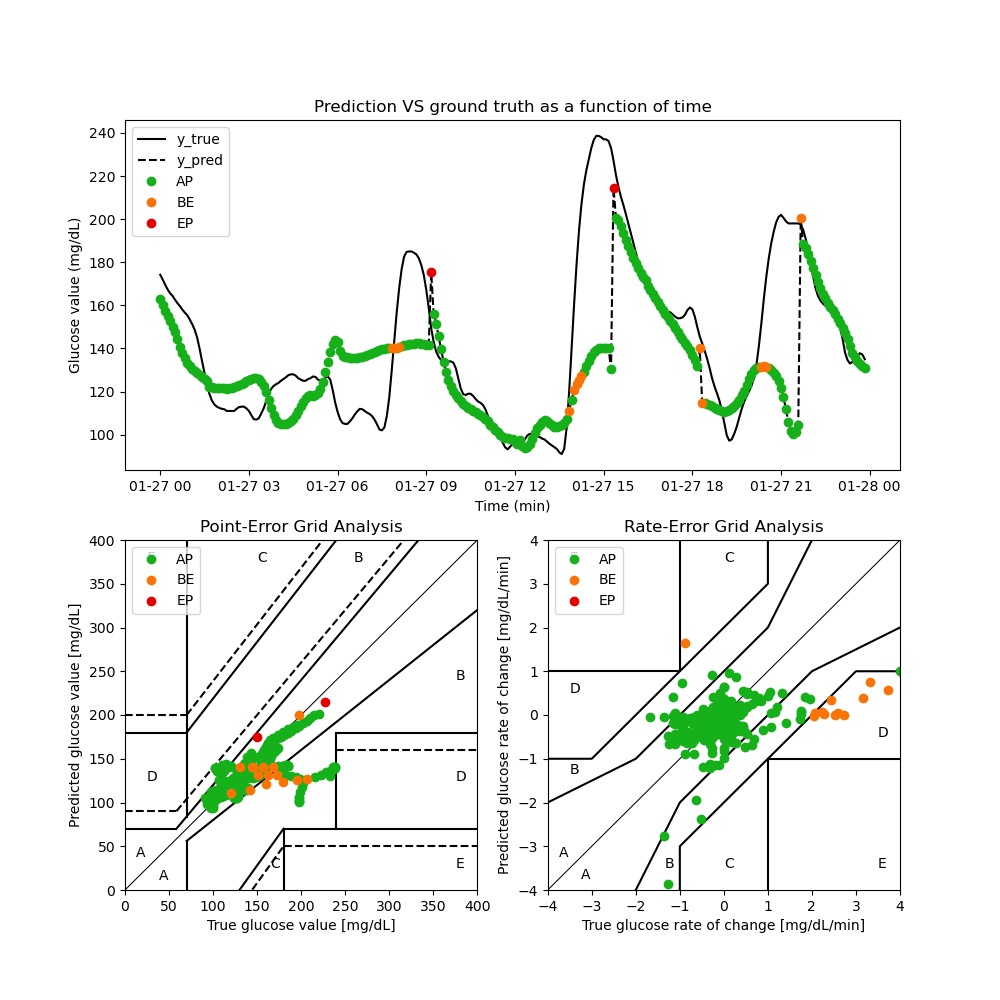 Prediction VS ground truth as a function of time
Glucose value (mg/dL)
240
220
200
180
160
140
120
100
y_true
y_pred
AP
BE
EP
01-27 00 01-27 03 01-27 06 01-27 09 01-27 12 01-27 15 01-27 18 01-27 21 01-28 00
Time (min)
Point-Error Grid Analysis
Predicted glucose value [mg/dL]
400
350
300
250
200
150
100
50
0
AP
BE
EP
C
B
B
D
D
A
A
C
E
0 50 100 150 200 250 300 350 400
True glucose value [mg/dL]
Rate-Error Grid Analysis
Predicted glucose rate of change [mg/dL/min]
4
3
2
1
0
−1
−2
−3
−4
AP
BE
EP
C
D
D
B
A
A
B
C
E
−4 −3 −2 −1 0 1 2 3 4
True glucose rate of change [mg/dL/min]